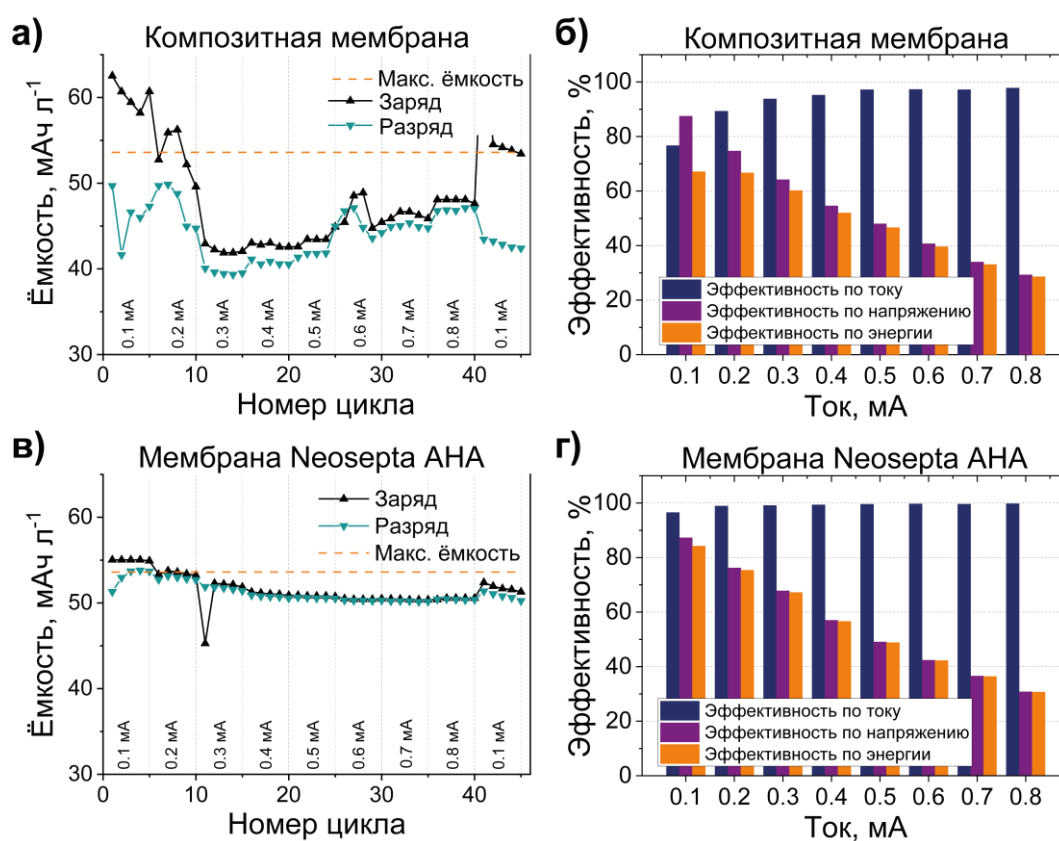 а)
Композитная мембрана
Ёмкость, мАч л⁻¹
60
50
40
30
Макс. ёмкость
Заряд
Разряд
0.1 мА
0.2 мА
0.3 мА
0.4 мА
0.5 мА
0.6 мА
0.7 мА
0.8 мА
0.1 мА
0
10
20
30
40
Номер цикла
б)
Композитная мембрана
Эффективность, %
100
80
60
40
20
0
Эффективность по току
Эффективность по напряжению
Эффективность по энергии
0.1
0.2
0.3
0.4
0.5
0.6
0.7
0.8
Ток, мА
в)
Мембрана Neosepta AHA
Ёмкость, мАч л⁻¹
60
50
50
30
Заряд
Разряд
Макс. ёмкость
0.1 мА
0.2 мА
0.3 мА
0.4 мА
0.5 мА
0.6 мА
0.7 мА
0.8 мА
0.1 мА
0
10
20
30
40
Номер цикла
г)
Мембрана Neosepta AHA
Эффективность, %
100
80
60
40
20
0
Эффективность по току
Эффективность по напряжению
Эффективность по энергии
0.1
0.2
0.3
0.4
0.5
0.6
0.7
0.8
Ток, мА